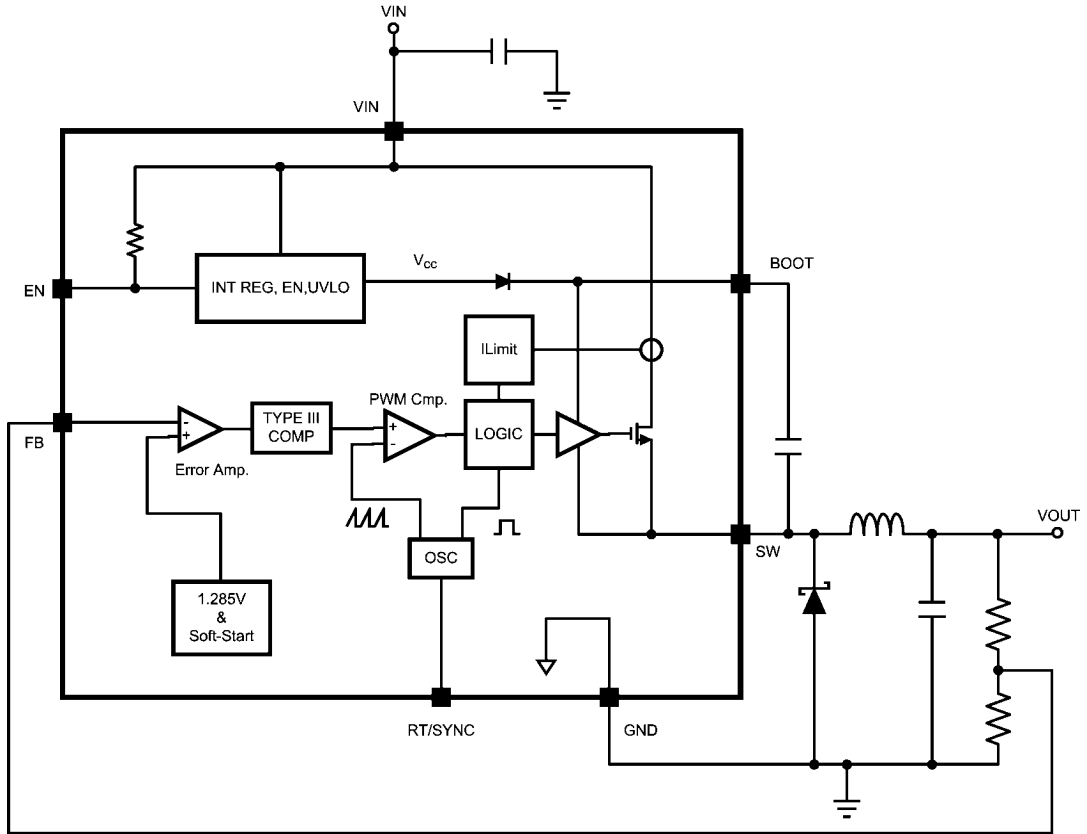 VIN
VIN
V_CC
BOOT
EN
INT REG, EN,UVLO
ILimit
PWM Cmp.
FB
-
+
TYPE III
COMP
+
-
LOGIC
Error Amp.
VOUT
SW
OSC
1.285V
&
Soft-Start
RT/SYNC
GND